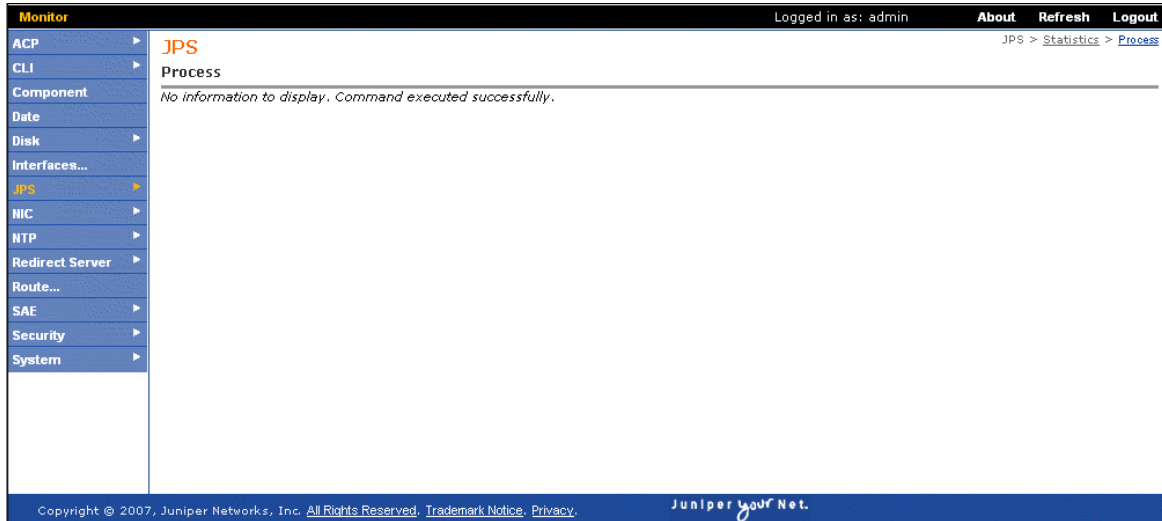 Monitor Logged in as: admin About Refresh Logout
JPS > Statistics > Process
ACP
CLI
Component
Date
Disk
Interfaces...
JPS
NIC
NTP
Redirect Server
Route...
SAE
Security
System
JPS
Process
No information to display. Command executed successfully.
Copyright © 2007, Juniper Networks, Inc. All Rights Reserved. Trademark Notice. Privacy.
Juniper your Net.